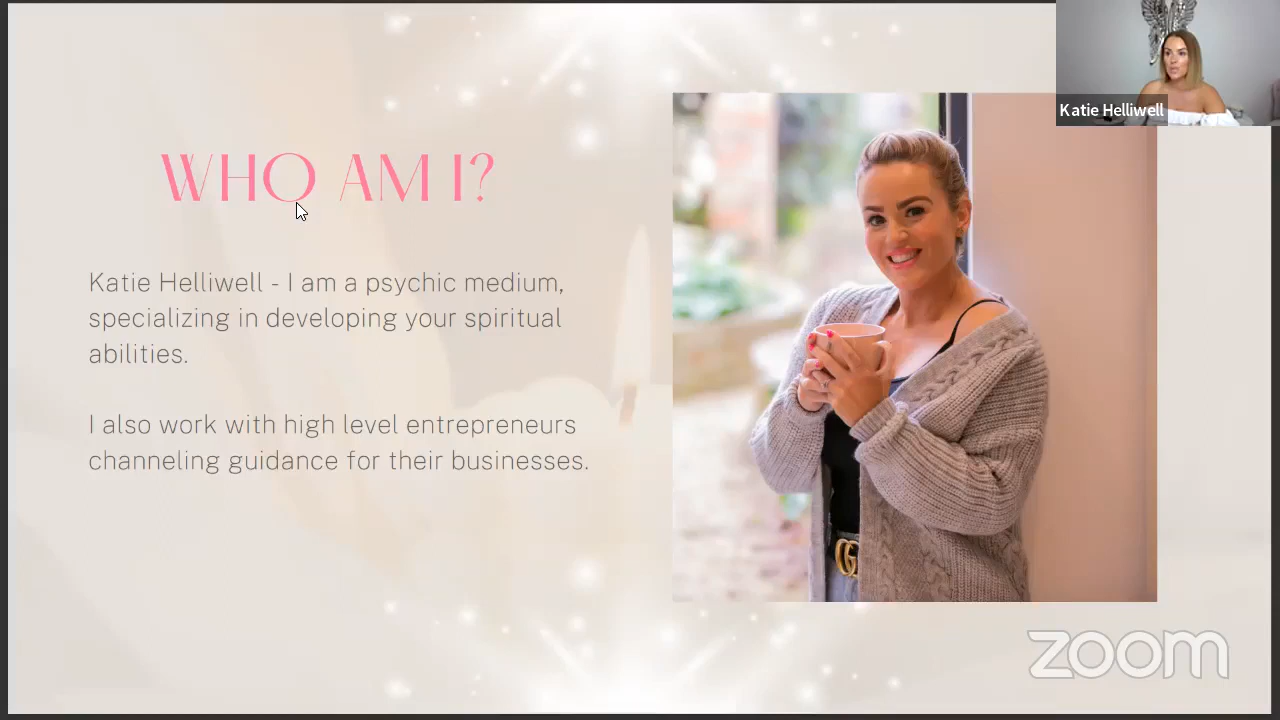 Katie Helliwell
WHO AM I?
Katie Helliwell - I am a psychic medium,
specializing in developing your spiritual
abilities.
I also work with high level entrepreneurs
channeling guidance for their businesses.
zoom